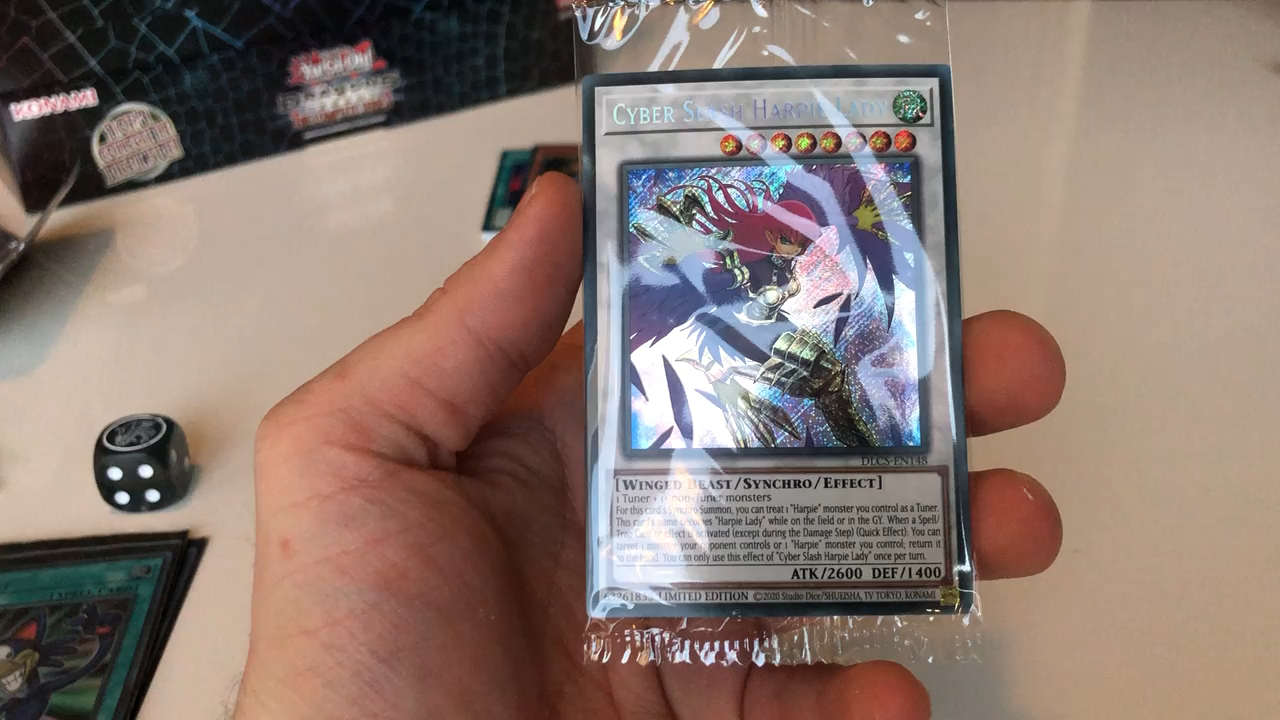 KONAMI
Yu-Gi-Oh!
CYBER SLASH HARPIE LADY
DLCS-EN148
[WINGED BEAST/SYNCHRO/EFFECT]
1 Tuner + 1+ non-Tuner monsters
For this card's Synchro Summon, you can treat 1 "Harpie" monster you control as a Tuner.
This card's name becomes "Harpie Lady" while on the field or in the GY. When a Spell/
Trap Card or effect is activated (except during the Damage Step) (Quick Effect): You can
target 1 monster your opponent controls or 1 "Harpie" monster you control; return it
to the hand. You can only use this effect of "Cyber Slash Harpie Lady" once per turn.
ATK/2600 DEF/1400
LIMITED EDITION ©2020 Studio Dice/SHUEISHA, TV TOKYO, KONAMI
SPELL CARD